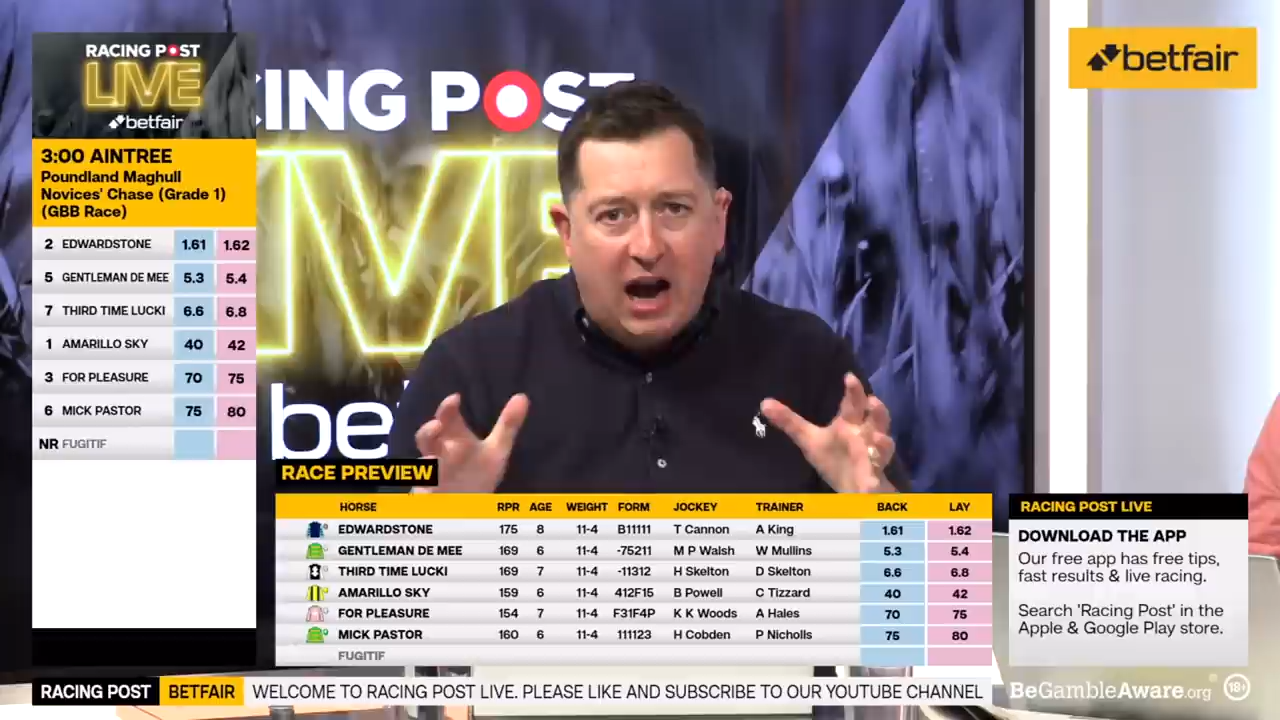 RACING POST
LIVE
betfair
3:00 AINTREE
Poundland Maghull
Novices' Chase (Grade 1)
(GBB Race)
2 EDWARDSTONE 1.61 1.62
5 GENTLEMAN DE MEE 5.3 5.4
7 THIRD TIME LUCKI 6.6 6.8
1 AMARILLO SKY 40 42
3 FOR PLEASURE 70 75
6 MICK PASTOR 75 80
NR FUGITIF
CING POST
IVE
be
betfair
RACE PREVIEW
HORSE RPR AGE WEIGHT FORM JOCKEY TRAINER BACK LAY
EDWARDSTONE 175 8 11-4 B11111 T Cannon A King 1.61 1.62
GENTLEMAN DE MEE 169 6 11-4 -75211 M P Walsh W Mullins 5.3 5.4
THIRD TIME LUCKI 169 7 11-4 -11312 H Skelton D Skelton 6.6 6.8
AMARILLO SKY 159 6 11-4 412F15 B Powell C Tizzard 40 42
FOR PLEASURE 154 7 11-4 F31F4P K K Woods A Hales 70 75
MICK PASTOR 160 6 11-4 111123 H Cobden P Nicholls 75 80
FUGITIF
RACING POST LIVE
DOWNLOAD THE APP
Our free app has free tips,
fast results & live racing.
Search 'Racing Post' in the
Apple & Google Play store.
RACING POST BETFAIR WELCOME TO RACING POST LIVE. PLEASE LIKE AND SUBSCRIBE TO OUR YOUTUBE CHANNEL
BeGambleAware.org 18+